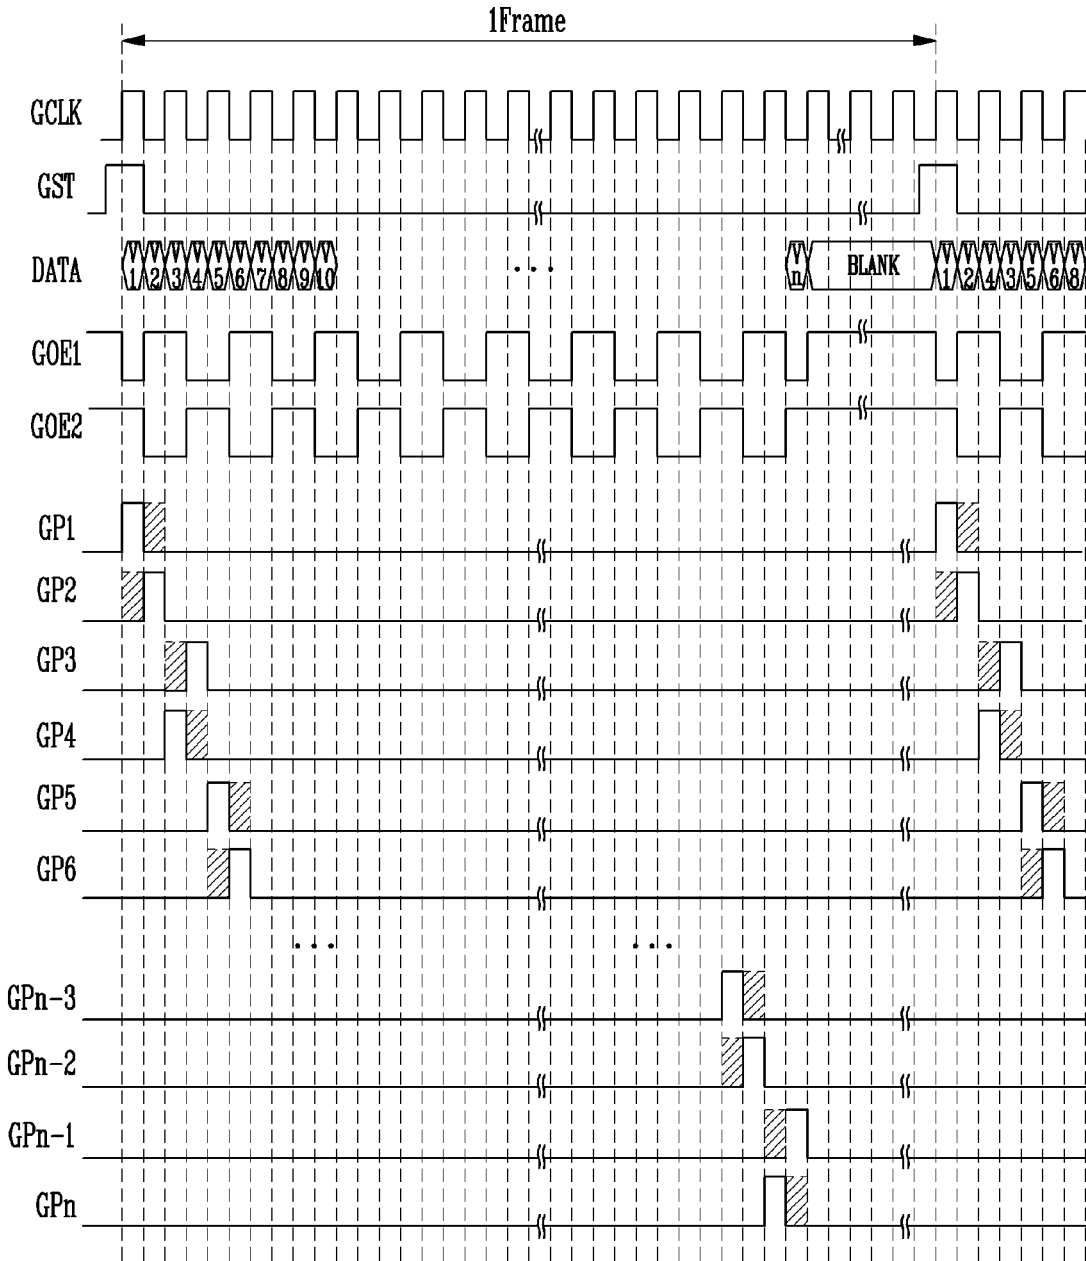 1Frame
GCLK
GST
DATA 1 2 3 4 5 6 7 8 9 10 ... n BLANK 1 2 4 3 5 6 8
GOE1
GOE2
GP1
GP2
GP3
GP4
GP5
GP6
... ...
GPn-3
GPn-2
GPn-1
GPn